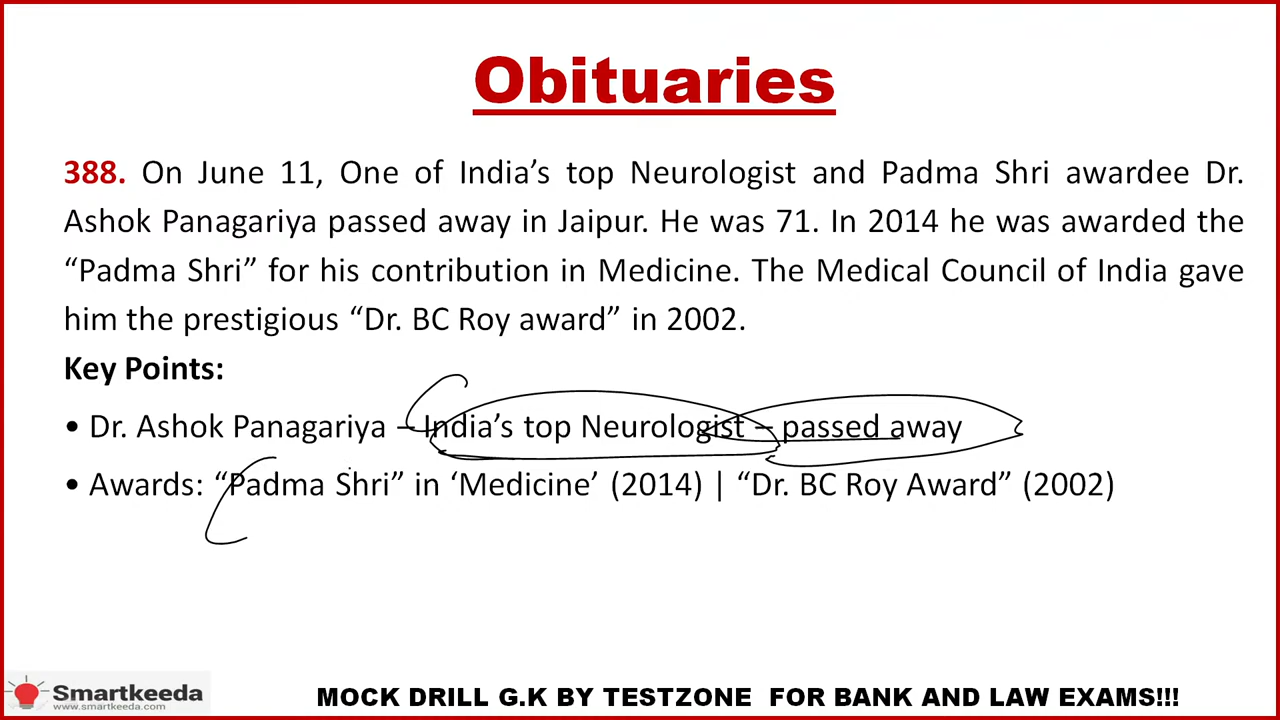 Obituaries
388. On June 11, One of India’s top Neurologist and Padma Shri awardee Dr.
Ashok Panagariya passed away in Jaipur. He was 71. In 2014 he was awarded the
“Padma Shri” for his contribution in Medicine. The Medical Council of India gave
him the prestigious “Dr. BC Roy award” in 2002.
Key Points:
• Dr. Ashok Panagariya – India’s top Neurologist – passed away
• Awards: “Padma Shri” in ‘Medicine’ (2014) | “Dr. BC Roy Award” (2002)
Smartkeeda
www.smartkeeda.com
MOCK DRILL G.K BY TESTZONE FOR BANK AND LAW EXAMS!!!